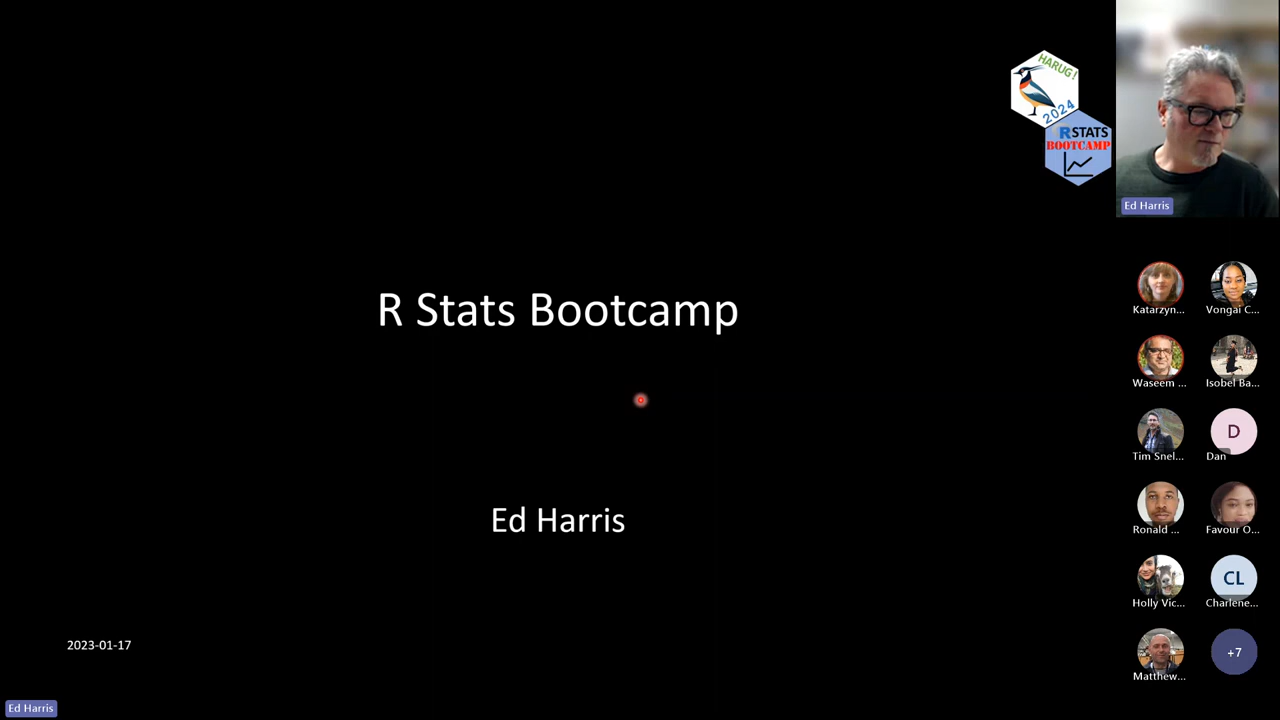 HARUG!
2024
RSTATS
BOOTCAMP
Ed Harris
R Stats Bootcamp
Ed Harris
2023-01-17
Ed Harris
Katarzyn...
Vongai C...
Waseem ...
Isobel Ba...
Tim Snel...
D
Dan
Ronald ...
Favour O...
Holly Vic...
CL
Charlene...
Matthew...
+7